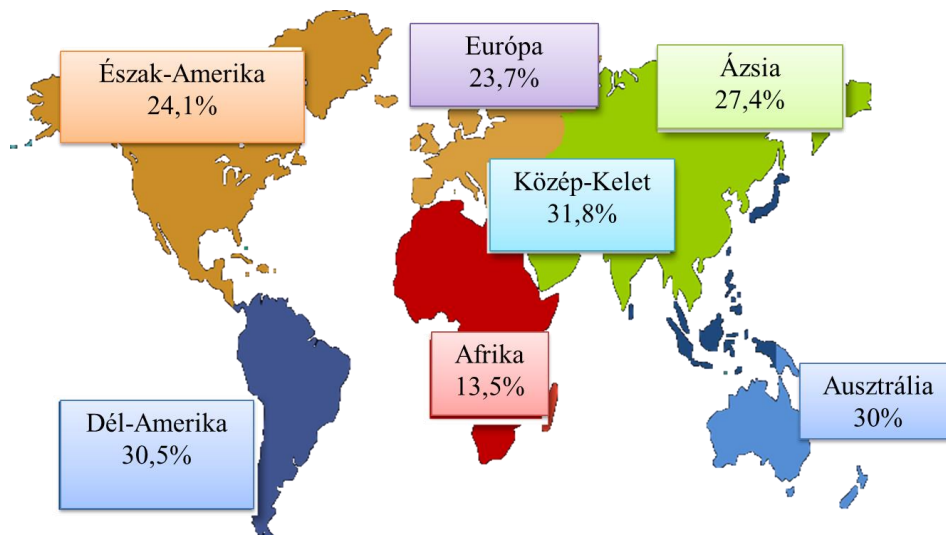 Észak-Amerika
24,1%
Európa
23,7%
Ázsia
27,4%
Közép-Kelet
31,8%
Afrika
13,5%
Dél-Amerika
30,5%
Ausztrália
30%